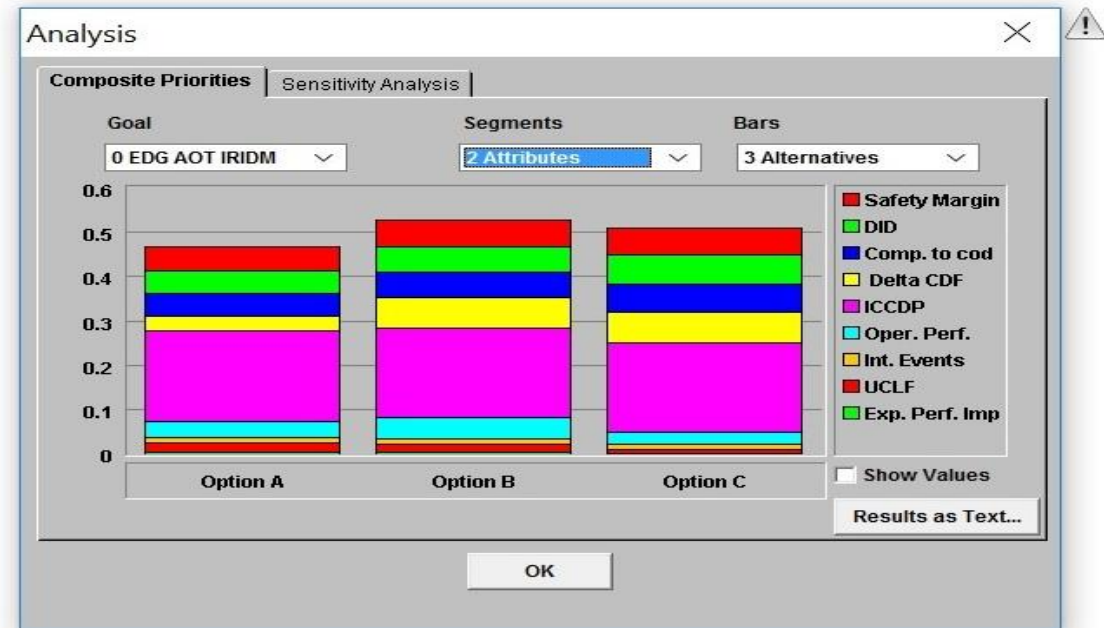 Analysis
Composite Priorities Sensitivity Analysis
Goal Segments Bars
0 EDG AOT IRIDM 2 Attributes 3 Alternatives
0.6
0.5
0.4
0.3
0.2
0.1
0
Safety Margin
DID
Comp. to cod
Delta CDF
ICCDP
Oper. Perf.
Int. Events
UCLF
Exp. Perf. Imp
Option A Option B Option C
Show Values
Results as Text...
OK